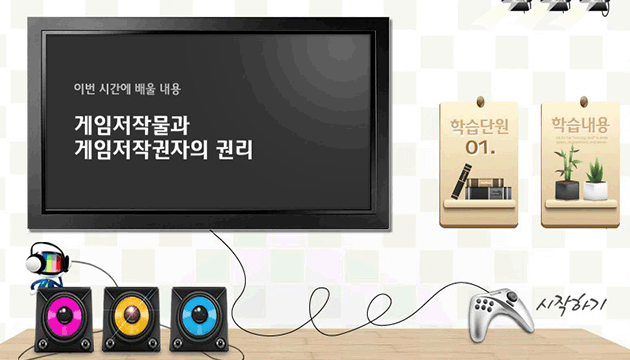 이번 시간에 배울 내용
게임저작물과
게임저작권자의 권리
학습단원
01.
학습내용
시작하기